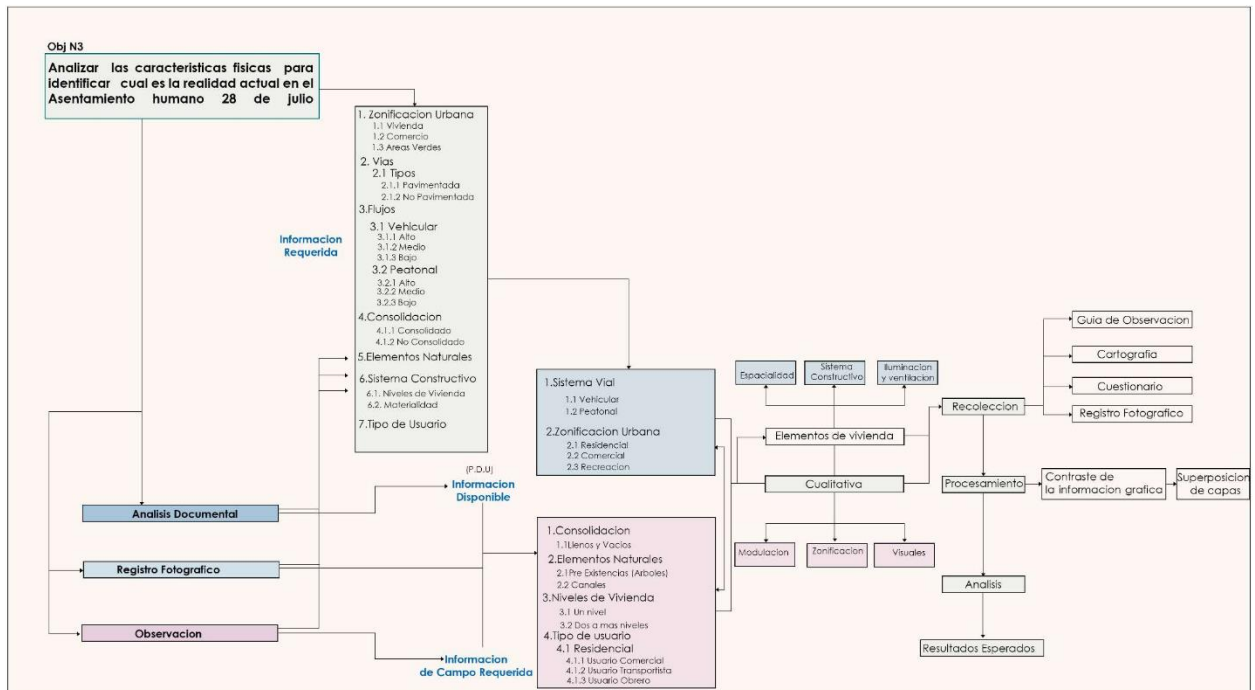 Obj N3
Analizar las caracteristicas fisicas para
identificar cual es la realidad actual en el
Asentamiento humano 28 de julio
Informacion
Requerida
1. Zonificacion Urbana
1.1 Vivienda
1.2 Comercio
1.3 Areas Verdes
2. Vias
2.1 Tipos
2.1.1 Pavimentada
2.1.2 No Pavimentada
3.Flujos
3.1 Vehicular
3.1.1 Alto
3.1.2 Medio
3.1.3 Bajo
3.2 Peatonal
3.2.1 Alto
3.2.2 Medio
3.2.3 Bajo
4.Consolidacion
4.1.1 Consolidado
4.1.2 No Consolidado
5.Elementos Naturales
6.Sistema Constructivo
6.1. Niveles de Vivienda
6.2. Materialidad
7.Tipo de Usuario
Analisis Documental
Registro Fotografico
Observacion
(P.D.U)
Informacion
Disponible
Informacion
de Campo Requerida
1.Sistema Vial
1.1 Vehicular
1.2 Peatonal
2.Zonificacion Urbana
2.1 Residencial
2.2 Comercial
2.3 Recreacion
1.Consolidacion
1.1Llenos y Vacios
2.Elementos Naturales
2.1Pre Existencias (Arboles)
2.2 Canales
3.Niveles de Vivienda
3.1 Un nivel
3.2 Dos a mas niveles
4.Tipo de usuario
4.1 Residencial
4.1.1 Usuario Comercial
4.1.2 Usuario Transportista
4.1.3 Usuario Obrero
Espacialidad
Sistema
Constructivo
Iluminacion
y ventilacion
Elementos de vivienda
Cualitativa
Modulacion
Zonificacion
Visuales
Recoleccion
Guia de Observacion
Cartografia
Cuestionario
Registro Fotografico
Procesamiento
Contraste de
la informacion grafica
Superposicion
de capas
Analisis
Resultados Esperados